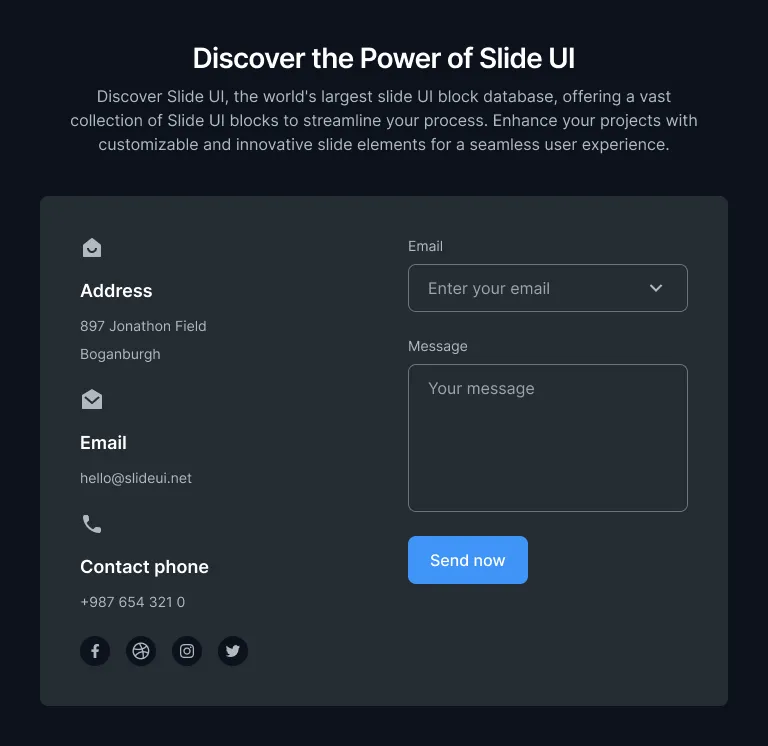 Discover the Power of Slide UI
Discover Slide UI, the world's largest slide UI block database, offering a vast
collection of Slide UI blocks to streamline your process. Enhance your projects with
customizable and innovative slide elements for a seamless user experience.
Address
897 Jonathon Field
Boganburgh
Email
hello@slideui.net
Contact phone
+987 654 321 0
Email
Enter your email
Message
Your message
Send now